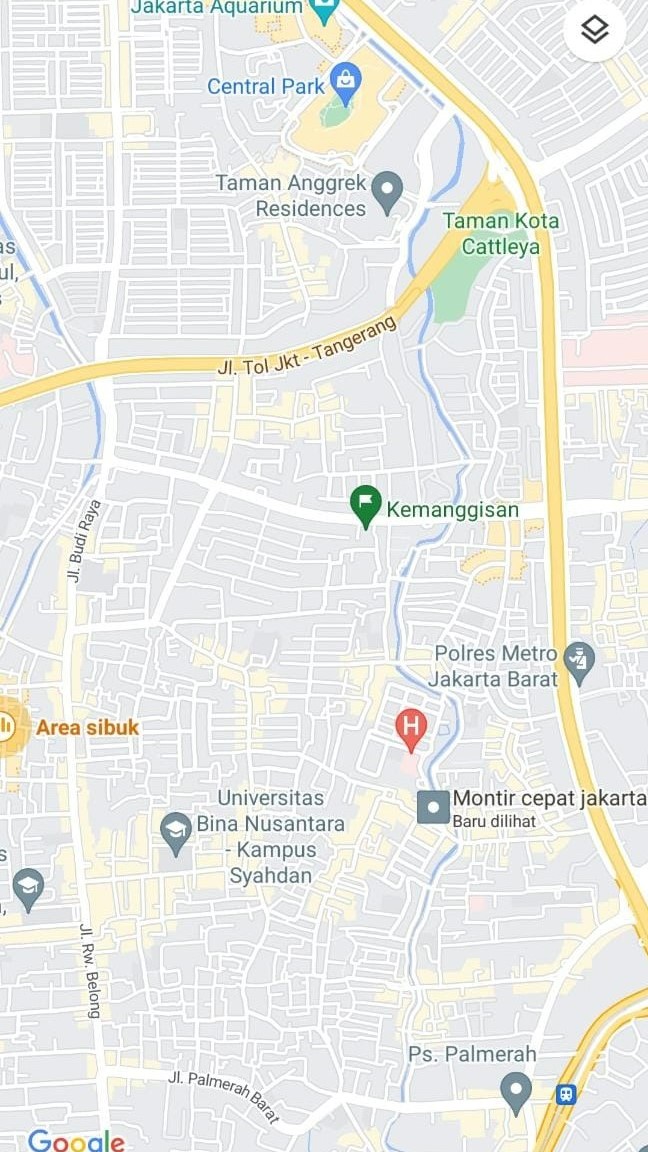 Jakarta Aquarium
Central Park
Taman Anggrek
Residences
Taman Kota
Cattleya
as
ul,
s
Jl. Tol Jkt - Tangerang
Jl. Budi Raya
Kemanggisan
Polres Metro
Jakarta Barat
H
Area sibuk
Montir cepat jakarta
Baru dilihat
Universitas
Bina Nusantara
- Kampus
Syahdan
s
,
Jl. Rw. Belong
Ps. Palmerah
Jl. Palmerah Barat
Google